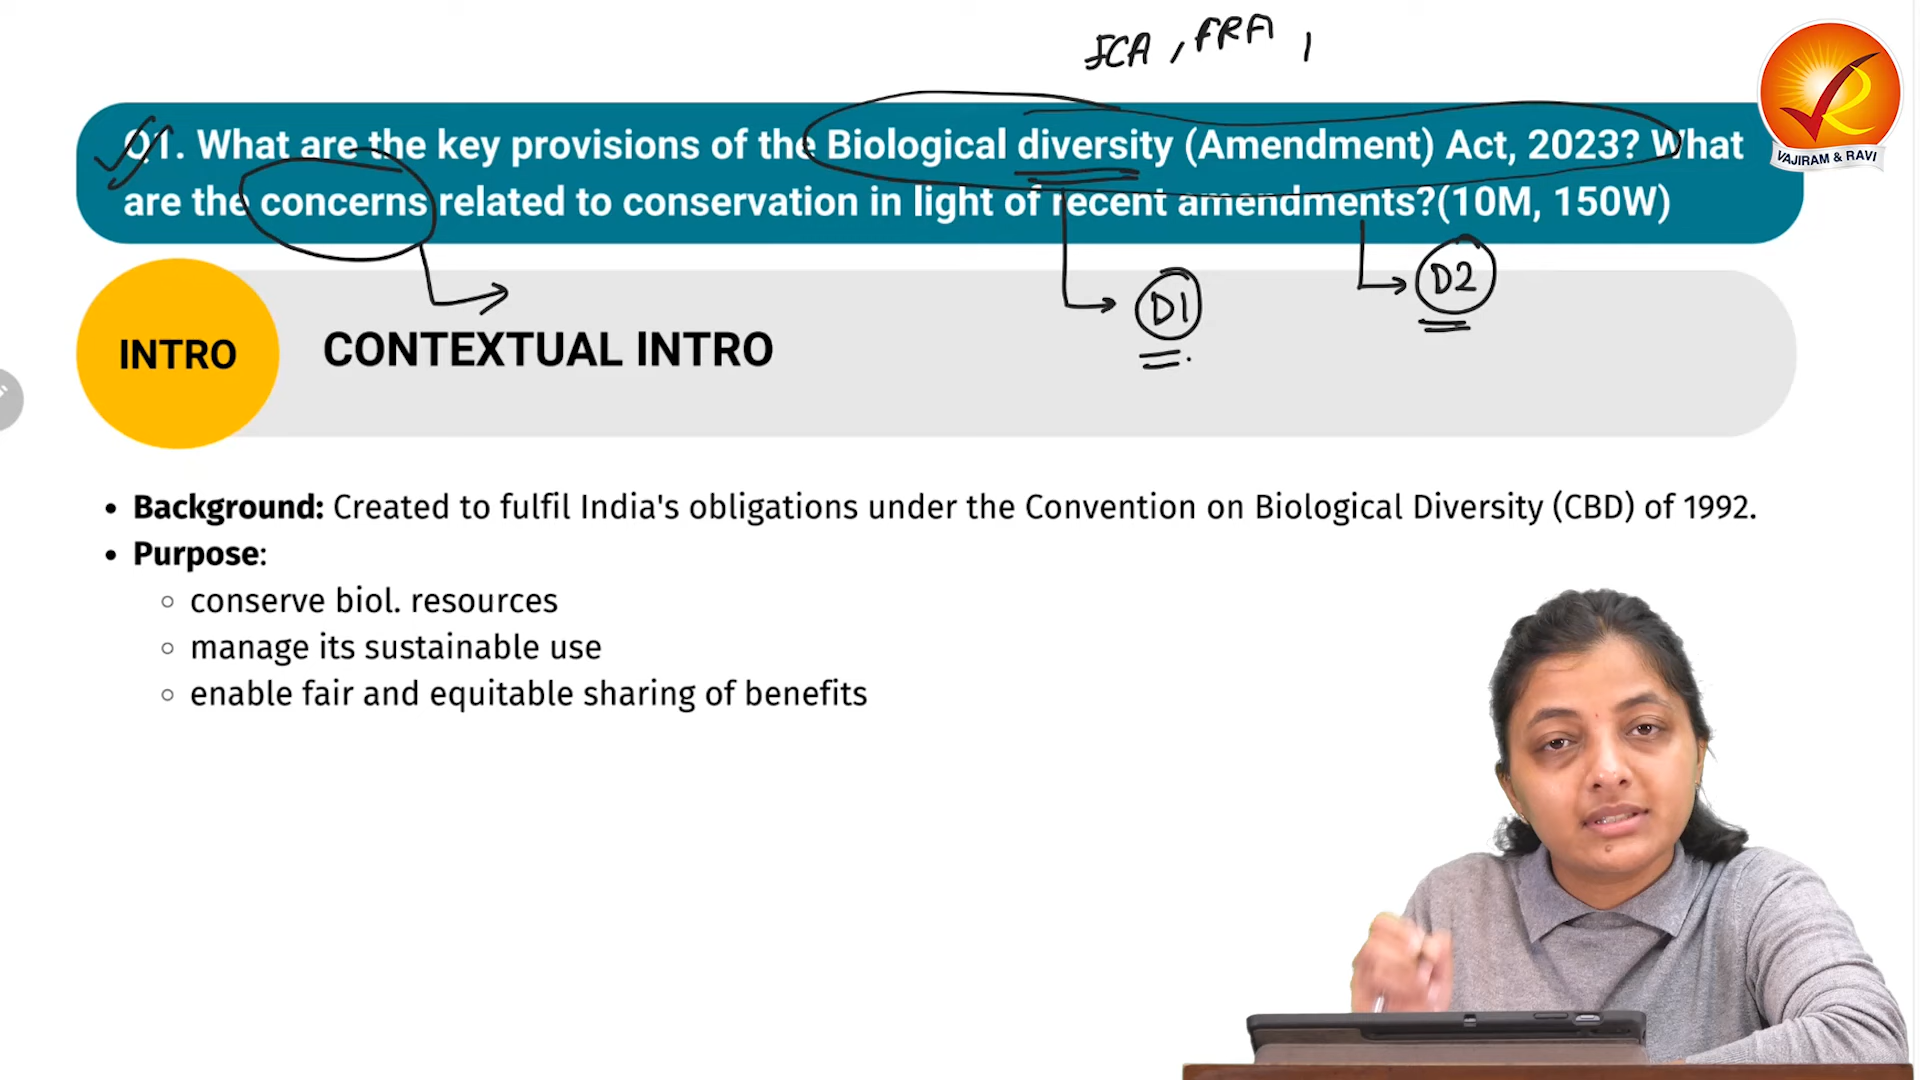 FCA, FRA,
VAJIRAM & RAVI
Q1. What are the key provisions of the Biological diversity (Amendment) Act, 2023? What
are the concerns related to conservation in light of recent amendments?(10M, 150W)
D1
D2
INTRO
CONTEXTUAL INTRO
• Background: Created to fulfil India's obligations under the Convention on Biological Diversity (CBD) of 1992.
• Purpose:
○ conserve biol. resources
○ manage its sustainable use
○ enable fair and equitable sharing of benefits